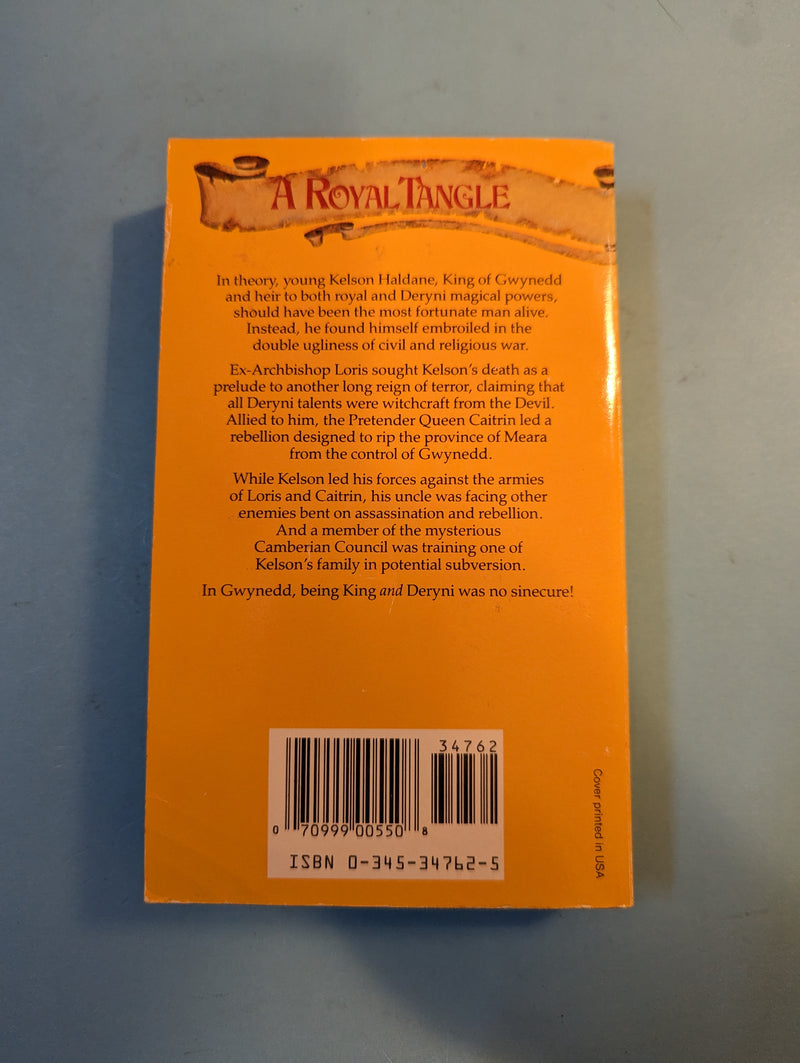 A ROYAL TANGLE
In theory, young Kelson Haldane, King of Gwynedd
and heir to both royal and Deryni magical powers,
should have been the most fortunate man alive.
Instead, he found himself embroiled in the
double ugliness of civil and religious war.
Ex-Archbishop Loris sought Kelson's death as a
prelude to another long reign of terror, claiming that
all Deryni talents were witchcraft from the Devil.
Allied to him, the Pretender Queen Caitrin led a
rebellion designed to rip the province of Meara
from the control of Gwynedd.
While Kelson led his forces against the armies
of Loris and Caitrin, his uncle was facing other
enemies bent on assassination and rebellion.
And a member of the mysterious
Camberian Council was training one of
Kelson's family in potential subversion.
In Gwynedd, being King and Deryni was no sinecure!
34762
0 70999 00550 8
ISBN 0-345-34762-5
Cover printed in USA